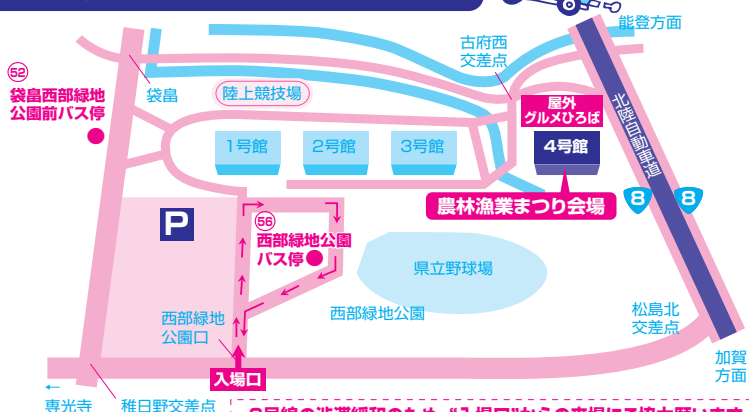 能登方面
古府西
交差点
52
袋畠西部緑地
公園前バス停
袋畠
陸上競技場
屋外
グルメひろば
北陸自動車道
1号館
2号館
3号館
4号館
農林漁業まつり会場
8
8
P
56
西部緑地公園
バス停
県立野球場
西部緑地公園
西部緑地
公園口
松島北
交差点
入場口
加賀
方面
専光寺
稚日野交差点